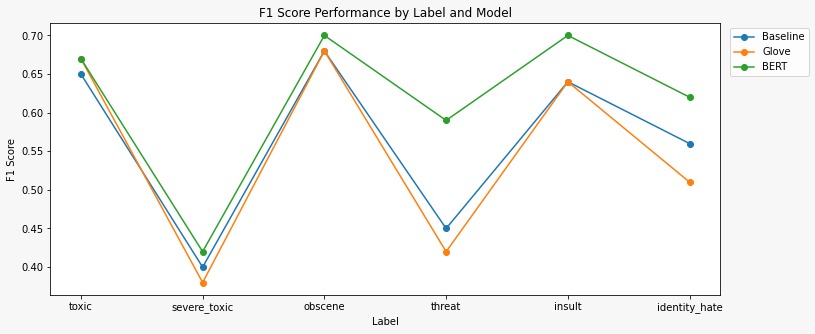 F1 Score Performance by Label and Model
Baseline
Glove
BERT
F1 Score
0.70
0.65
0.60
0.55
0.50
0.45
0.40
toxic severe_toxic obscene threat insult identity_hate
Label